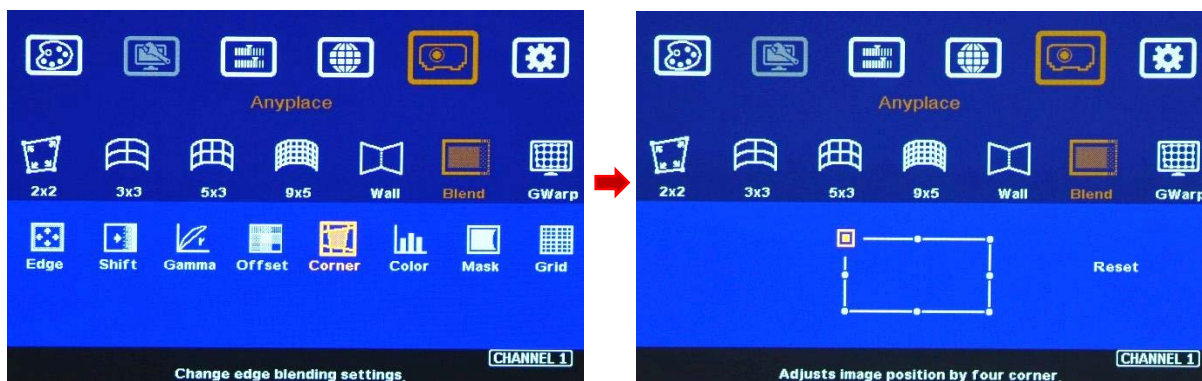 Anyplace
2x2 3x3 5x3 9x5 Wall Blend GWarp
Edge Shift Gamma Offset Corner Color Mask Grid
CHANNEL 1
Change edge blending settings
Anyplace
2x2 3x3 5x3 9x5 Wall Blend GWarp
Reset
CHANNEL 1
Adjusts image position by four corner